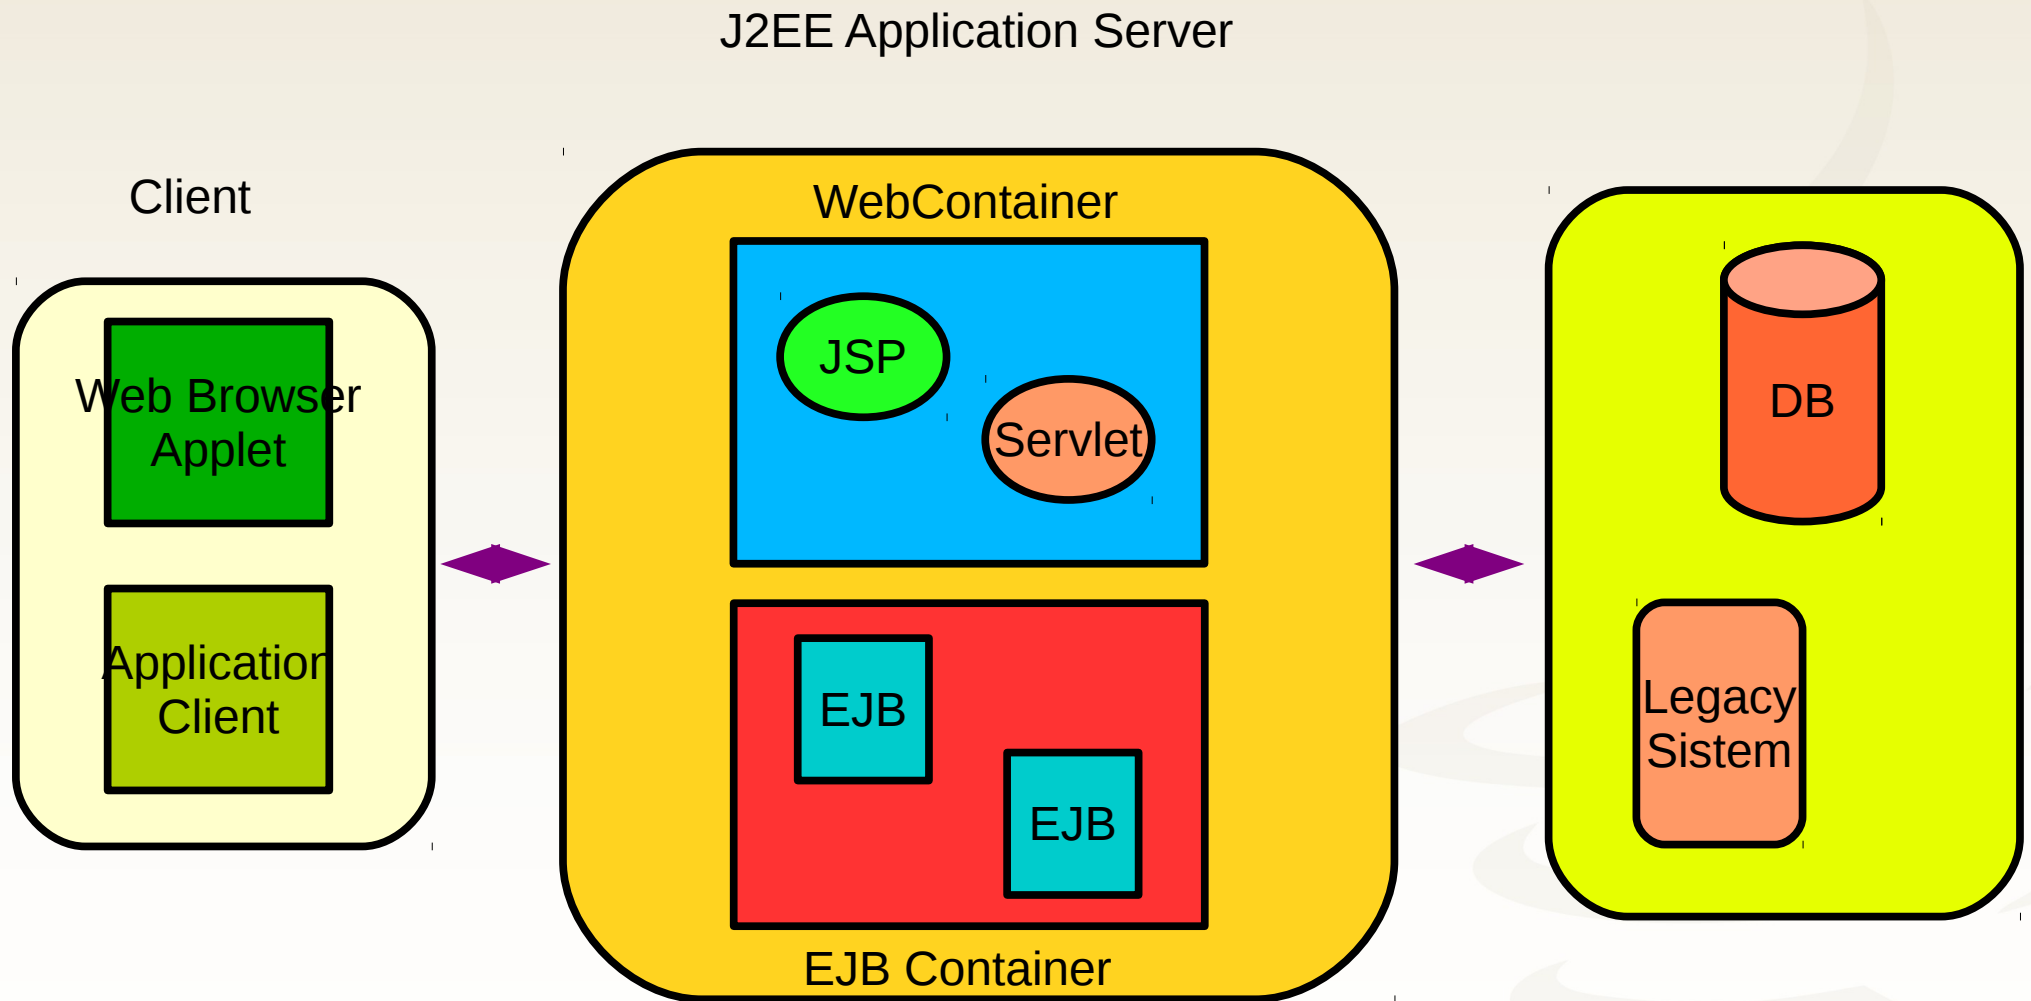 J2EE Application Server
Client
Web Browser
Applet
Application
Client
WebContainer
JSP
Servlet
EJB
EJB
EJB Container
DB
Legacy
Sistem